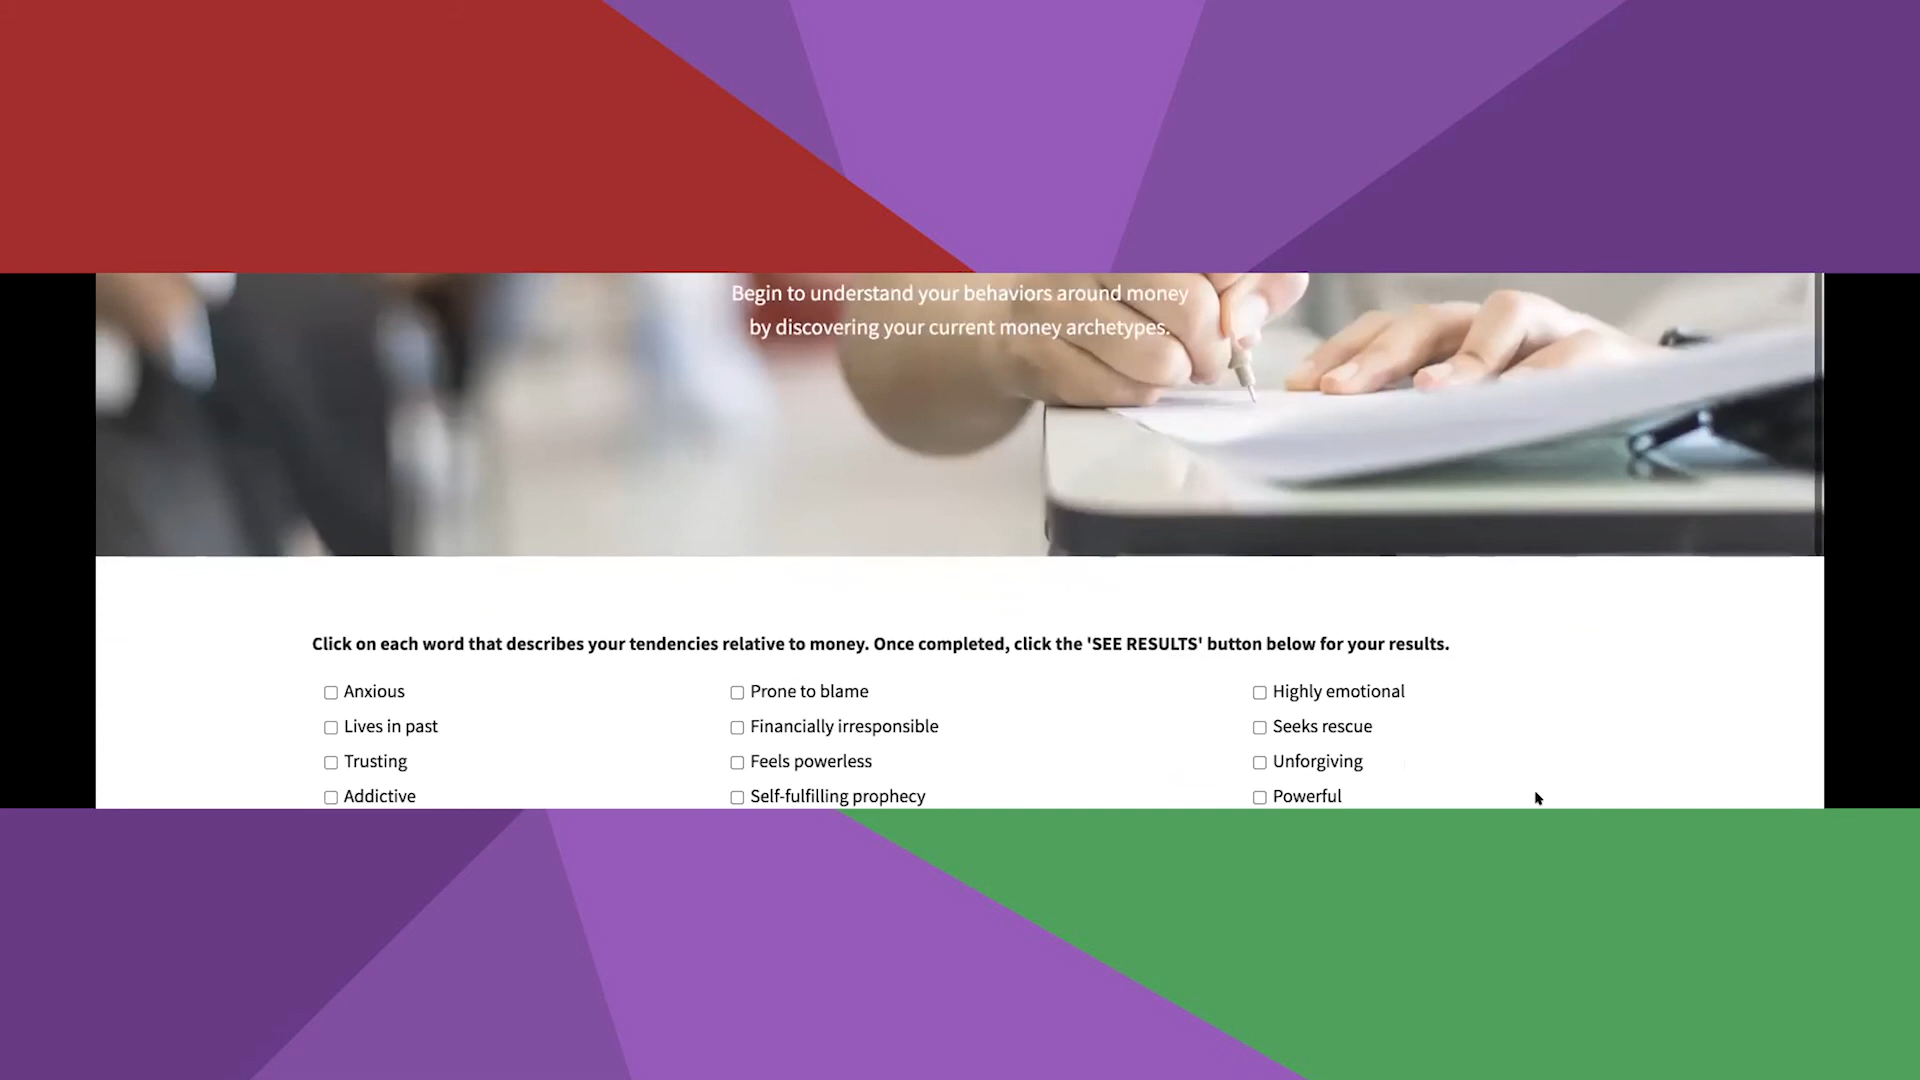 Begin to understand your behaviors around money
by discovering your current money archetypes.
Click on each word that describes your tendencies relative to money. Once completed, click the 'SEE RESULTS' button below for your results.
Anxious
Prone to blame
Highly emotional
Lives in past
Financially irresponsible
Seeks rescue
Trusting
Feels powerless
Unforgiving
Addictive
Self-fulfilling prophecy
Powerful